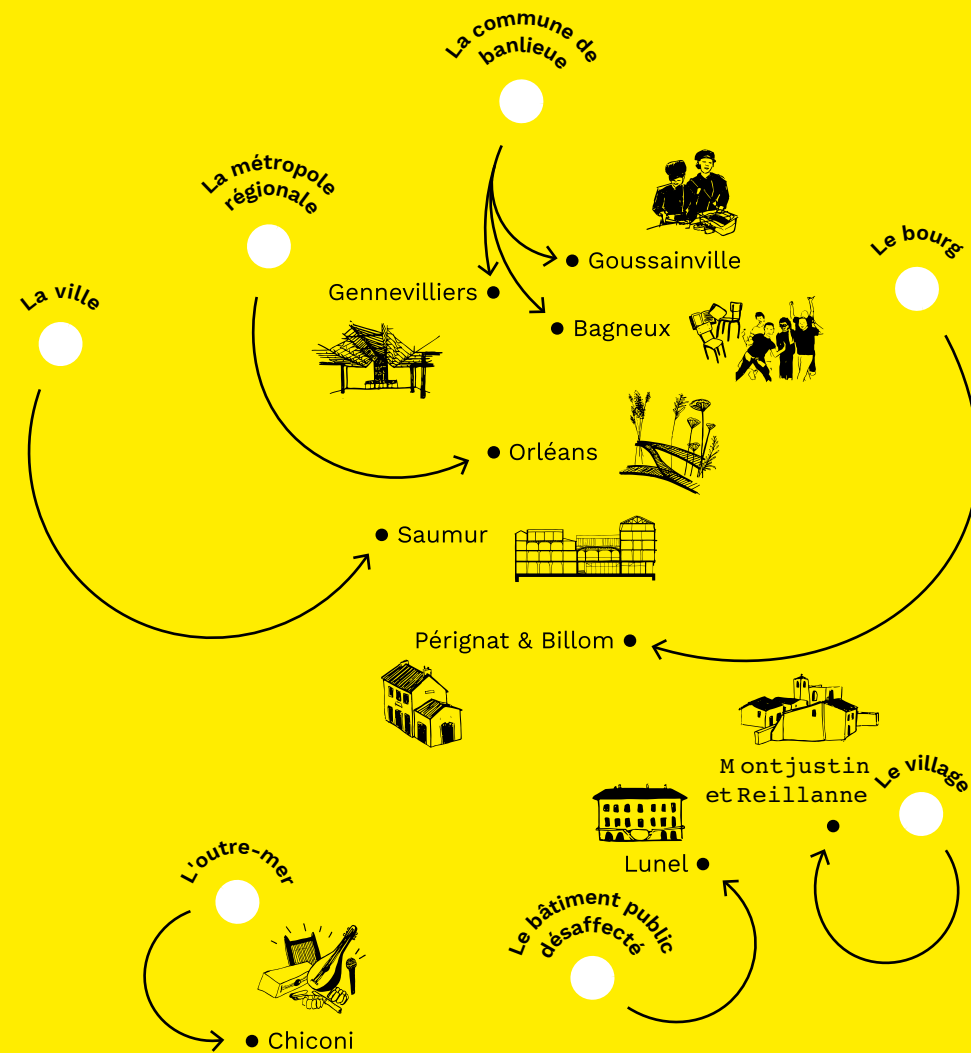 La commune de
banlieue
La métropole
régionale
Le bourg
Goussainville
La ville
Gennevilliers
Bagneux
Orléans
Saumur
Pérignat & Billom
Montjustin
et Reillanne
Le village
L'outre-mer
Lunel
Le bâtiment public
désaffecté
Chiconi